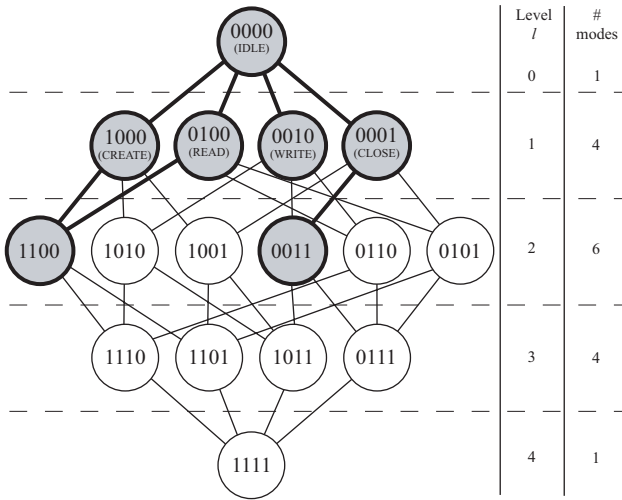 Level # 
l modes
0000
(IDLE)
0 1
1000 0100 0010 0001
(CREATE) (READ) (WRITE) (CLOSE)
1 4
1100 1010 1001 0011 0110 0101
2 6
1110 1101 1011 0111
3 4
1111
4 1